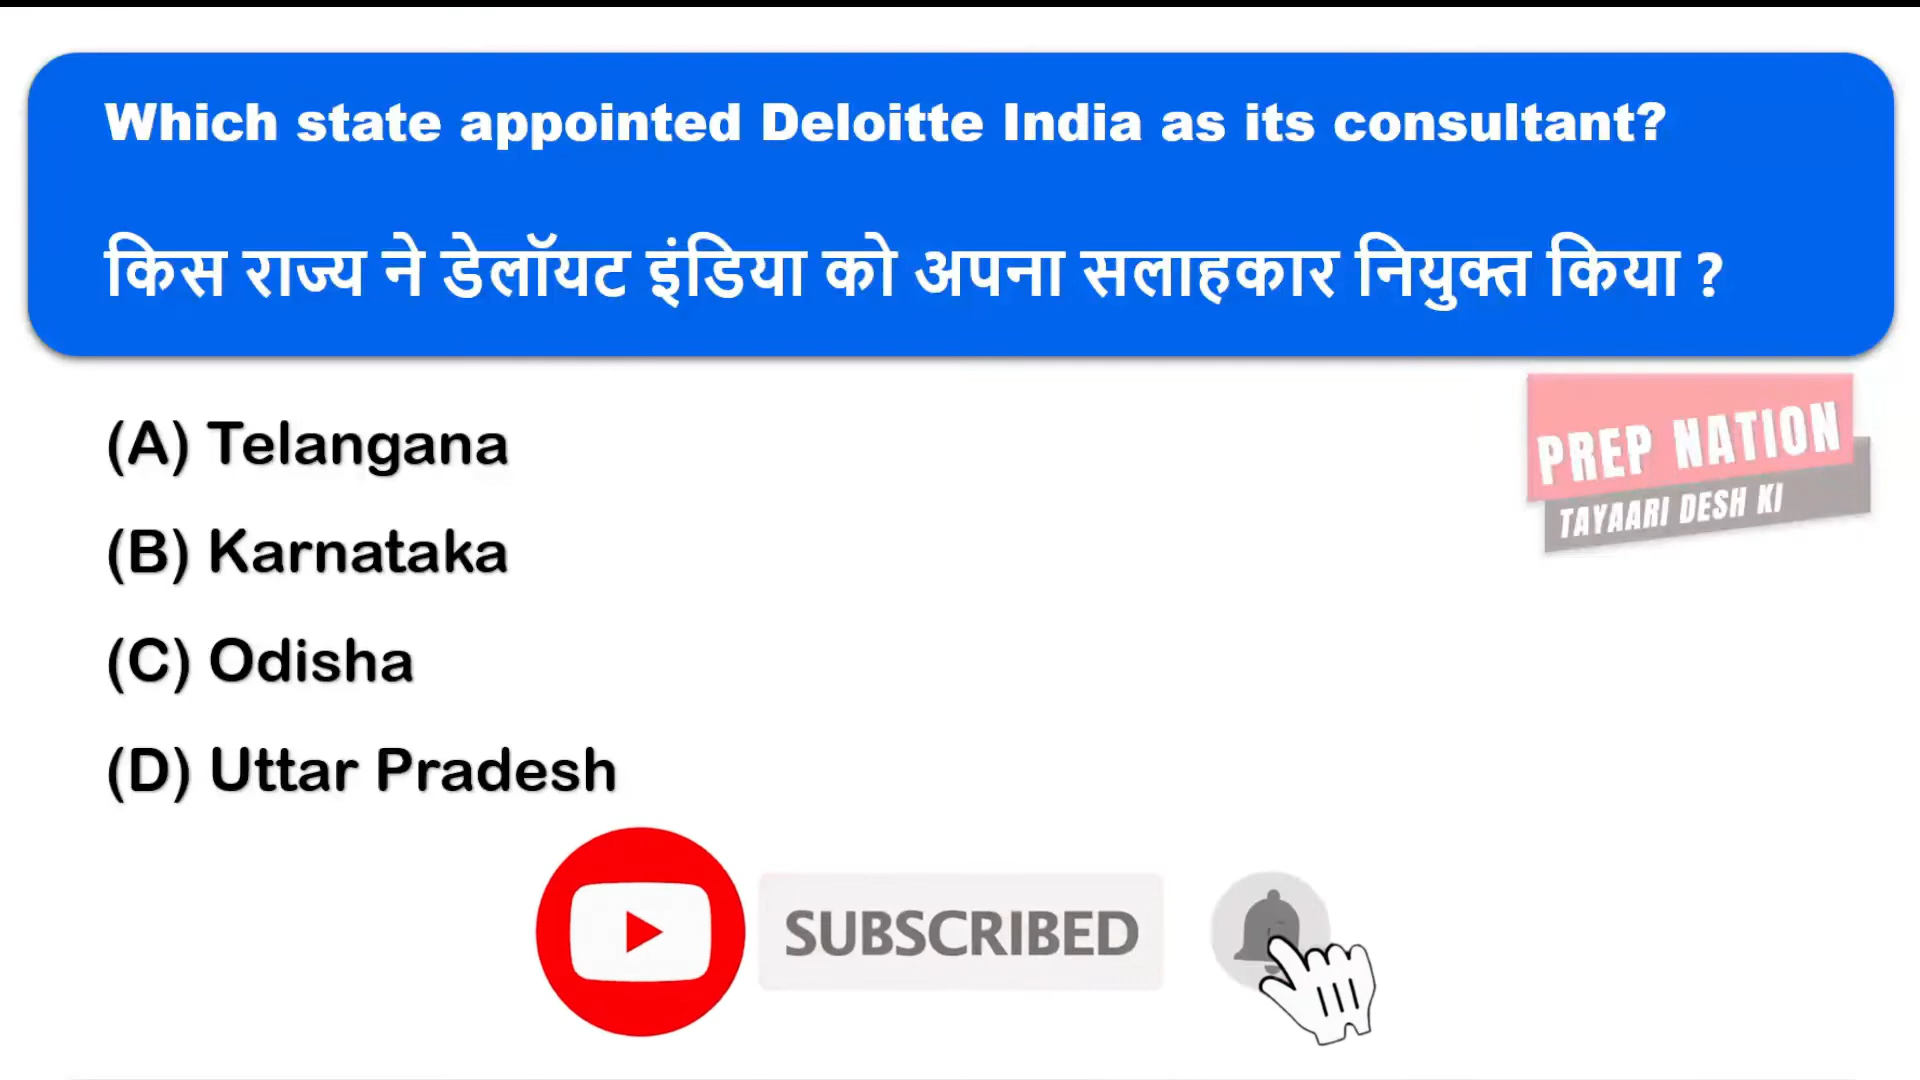 Which state appointed Deloitte India as its consultant?
किस राज्य ने डेलॉयट इंडिया को अपना सलाहकार नियुक्त किया ?
(A) Telangana
PREP NATION
TAYAARI DESH KI
(B) Karnataka
(C) Odisha
(D) Uttar Pradesh
SUBSCRIBED